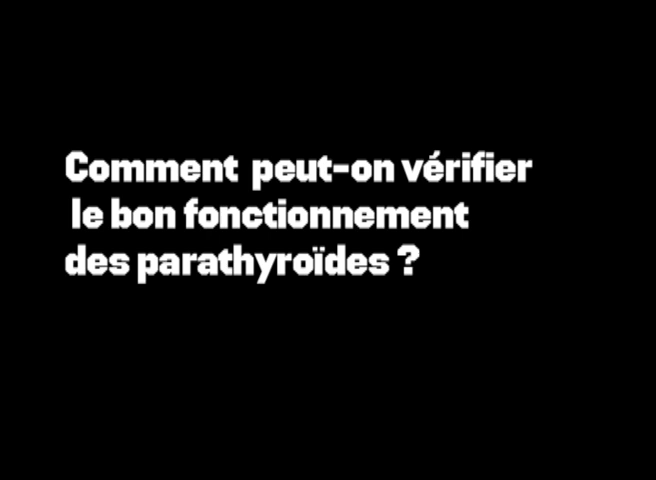 Comment peut-on vérifier
le bon fonctionnement
des parathyroïdes ?